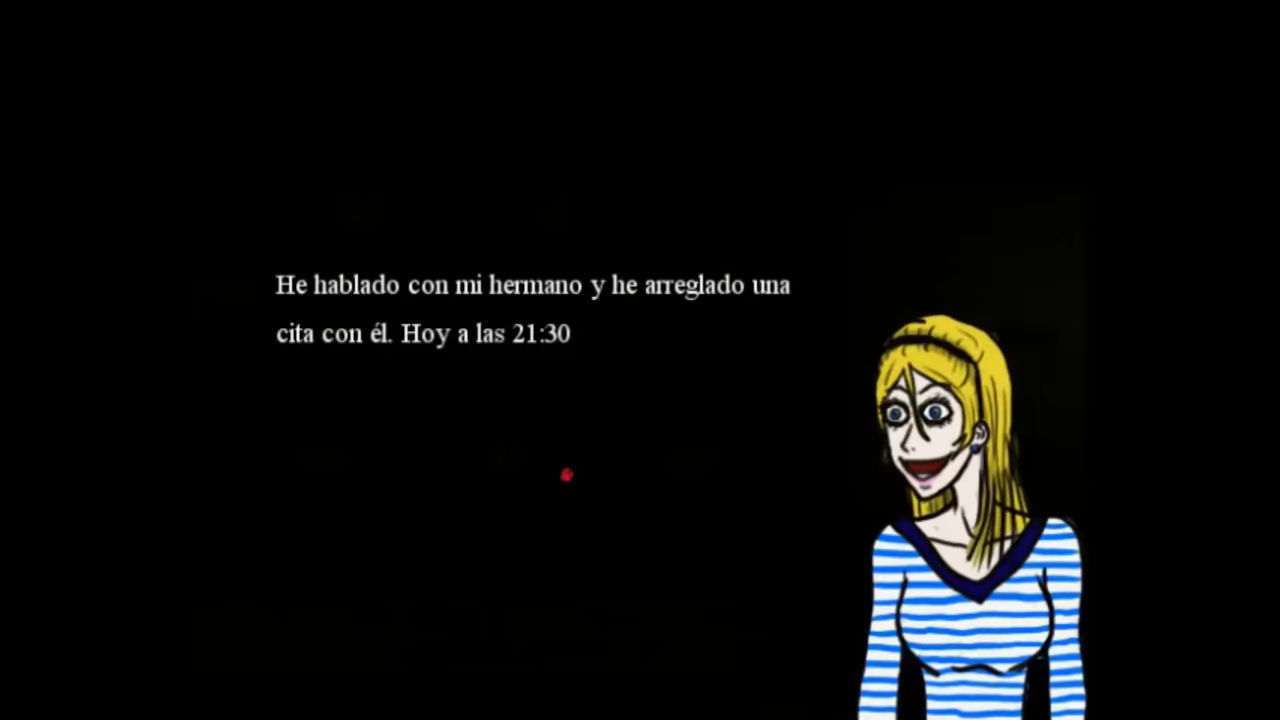 He hablado con mi hermano y he arreglado una
cita con él. Hoy a las 21:30